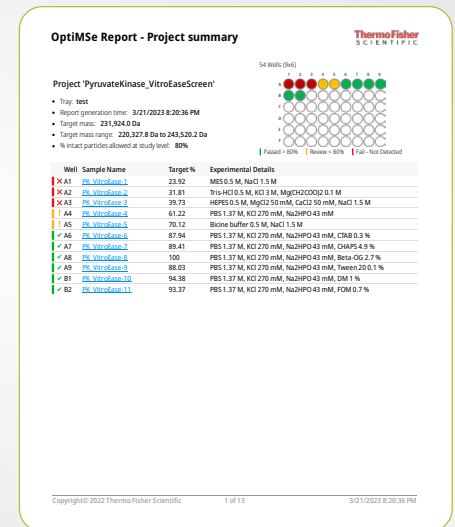 OptiMSe Report - Project summary
ThermoFisher
SCIENTIFIC
54 Wells (9x6)
1 2 3 4 5 6 7 8 9
A
B
C
D
E
F
Passed > 80% Review < 80% Fail - Not Detected
Project 'PyruvateKinase_VitroEaseScreen'
• Tray: test
• Report generation time: 3/21/2023 8:20:36 PM
• Target mass: 231,924.0 Da
• Target mass range: 220,327.8 Da to 243,520.2 Da
• % intact particles allowed at study level: 80%
Well Sample Name Target % Experimental Details
✕ A1 PK_VitroEase-1 23.92 MES 0.5 M, NaCl 1.5 M
✕ A2 PK_VitroEase-2 31.81 Tris-HCl 0.5 M, KCl 3 M, Mg(CH2COO)2 0.1 M
✕ A3 PK_VitroEase-3 39.73 HEPES 0.5 M, MgCl2 50 mM, CaCl2 50 mM, NaCl 1.5 M
! A4 PK_VitroEase-4 61.22 PBS 1.37 M, KCl 270 mM, Na2HPO4 43 mM
! A5 PK_VitroEase-5 70.12 Bicine buffer 0.5 M, NaCl 1.5 M
✓ A6 PK_VitroEase-6 87.94 PBS 1.37 M, KCl 270 mM, Na2HPO4 43 mM, CTAB 0.3 %
✓ A7 PK_VitroEase-7 89.41 PBS 1.37 M, KCl 270 mM, Na2HPO4 43 mM, CHAPS 4.9 %
✓ A8 PK_VitroEase-8 100 PBS 1.37 M, KCl 270 mM, Na2HPO4 43 mM, Beta-OG 2.7 %
✓ A9 PK_VitroEase-9 88.03 PBS 1.37 M, KCl 270 mM, Na2HPO4 43 mM, Tween 20 0.1 %
✓ B1 PK_VitroEase-10 94.38 PBS 1.37 M, KCl 270 mM, Na2HPO4 43 mM, DM 1 %
✓ B2 PK_VitroEase-11 93.37 PBS 1.37 M, KCl 270 mM, Na2HPO4 43 mM, FOM 0.7 %
Copyright© 2022 Thermo Fisher Scientific 1 of 13 3/21/2023 8:20:36 PM